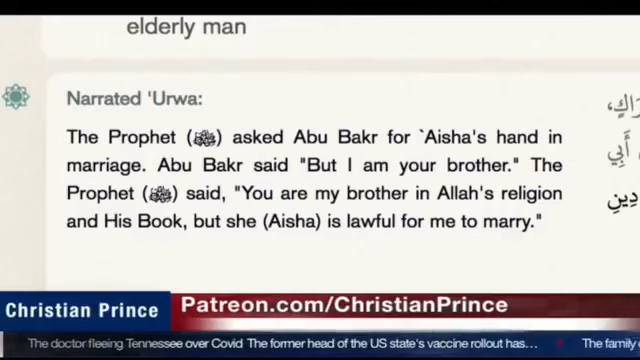 elderly man
Narrated 'Urwa:
The Prophet (ﷺ) asked Abu Bakr for `Aisha's hand in
marriage. Abu Bakr said "But I am your brother." The
Prophet (ﷺ) said, "You are my brother in Allah's religion
and His Book, but she (Aisha) is lawful for me to marry."
أَبِي
دِينِ
Christian Prince
Patreon.com/ChristianPrince
The doctor fleeing Tennessee over Covid The former head of the US state's vaccine rollout has... The family